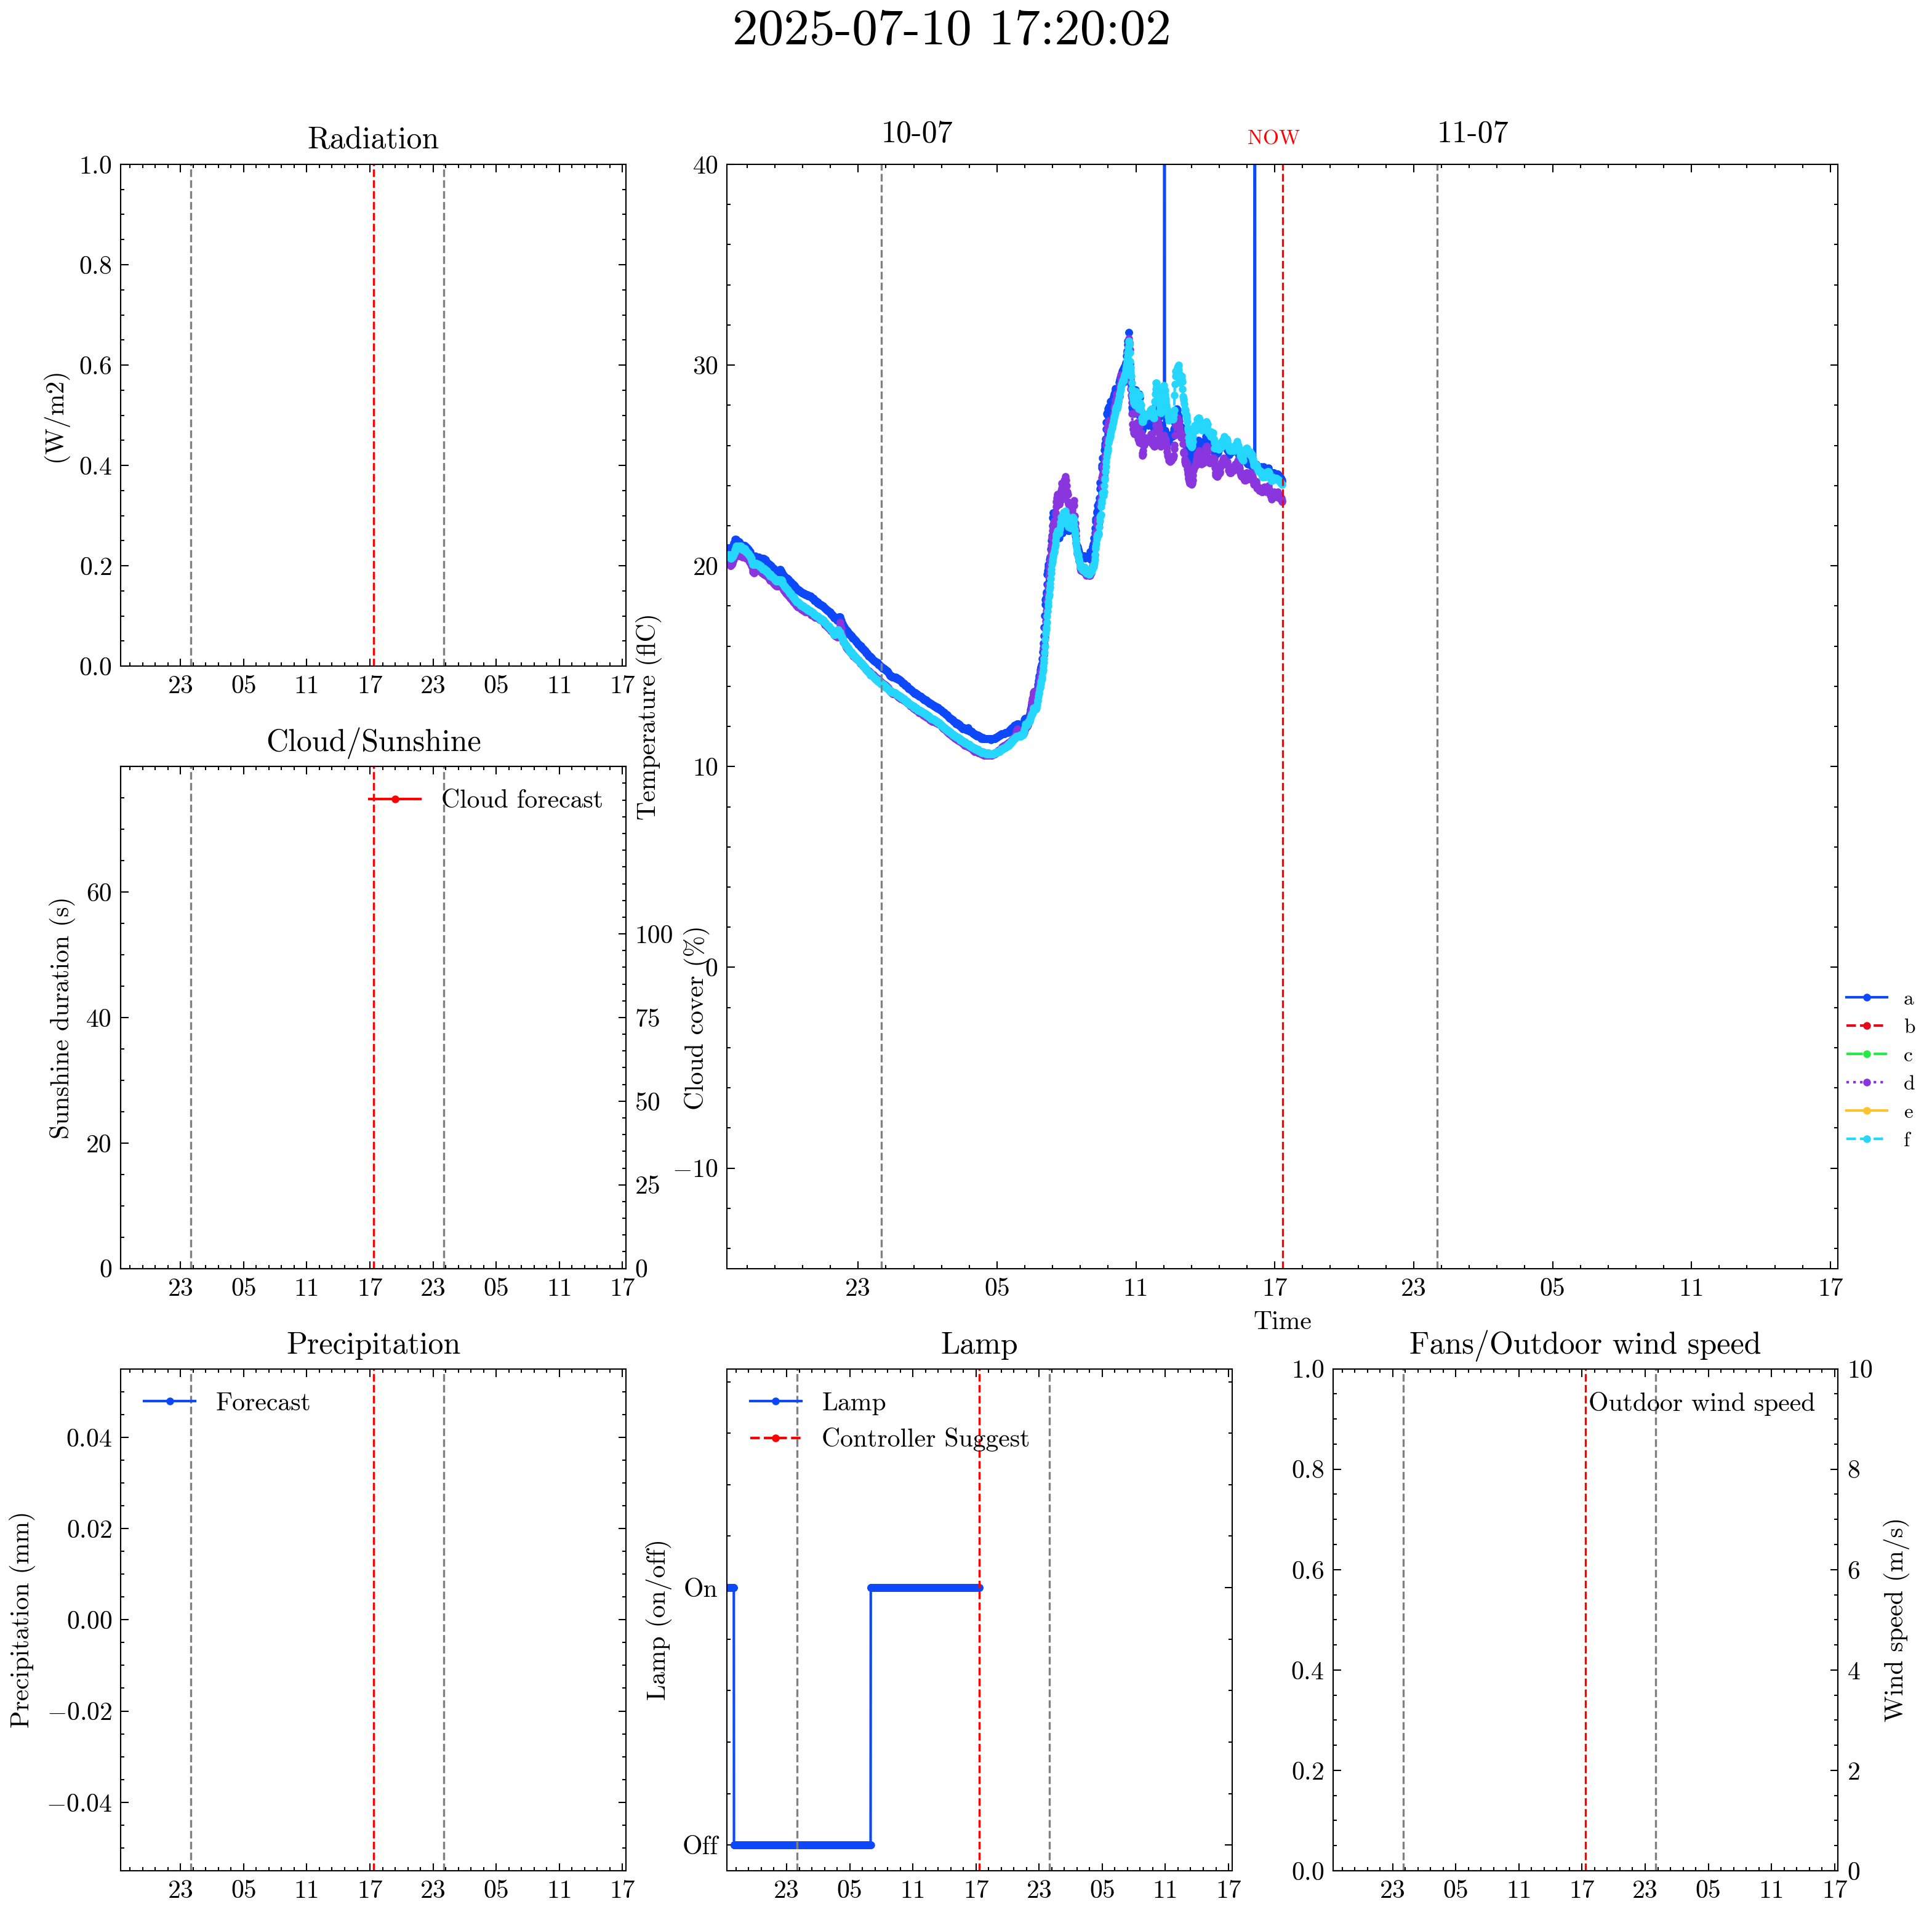 2025-07-10 17:20:02
Radiation
(W/m2)
1.0
0.8
0.6
0.4
0.2
0.0
23 05 11 17 23 05 11 17
10-07 NOW 11-07
Temperature (flC)
40
30
20
10
0
−10
23 05 11 17 23 05 11 17
Time
a
b
c
d
e
f
Cloud/Sunshine
Cloud forecast
Sunshine duration (s)
60
40
20
0
Cloud cover (%)
100
75
50
25
0
23 05 11 17 23 05 11 17
Precipitation
Forecast
Precipitation (mm)
0.04
0.02
0.00
−0.02
−0.04
23 05 11 17 23 05 11 17
Lamp
Lamp
Controller Suggest
Lamp (on/off)
On
Off
23 05 11 17 23 05 11 17
Fans/Outdoor wind speed
Outdoor wind speed
1.0
0.8
0.6
0.4
0.2
0.0
Wind speed (m/s)
10
8
6
4
2
0
23 05 11 17 23 05 11 17